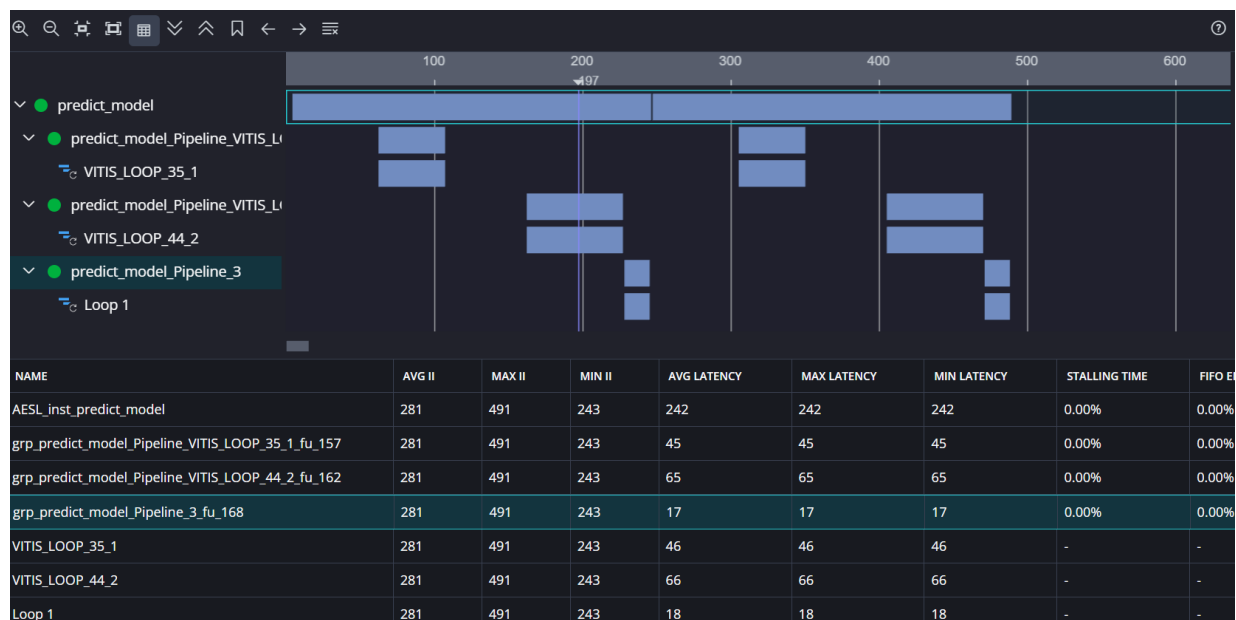 100 200 300 400 500 600
497
predict_model
predict_model_Pipeline_VITIS_L
VITIS_LOOP_35_1
predict_model_Pipeline_VITIS_L
VITIS_LOOP_44_2
predict_model_Pipeline_3
Loop 1
NAME AVG II MAX II MIN II AVG LATENCY MAX LATENCY MIN LATENCY STALLING TIME FIFO
AESL_inst_predict_model 281 491 243 242 242 242 0.00% 0.00%
grp_predict_model_Pipeline_VITIS_LOOP_35_1_fu_157 281 491 243 45 45 45 0.00% 0.00%
grp_predict_model_Pipeline_VITIS_LOOP_44_2_fu_162 281 491 243 65 65 65 0.00% 0.00%
grp_predict_model_Pipeline_3_fu_168 281 491 243 17 17 17 0.00% 0.00%
VITIS_LOOP_35_1 281 491 243 46 46 46 - -
VITIS_LOOP_44_2 281 491 243 66 66 66 - -
Loop 1 281 491 243 18 18 18 - -